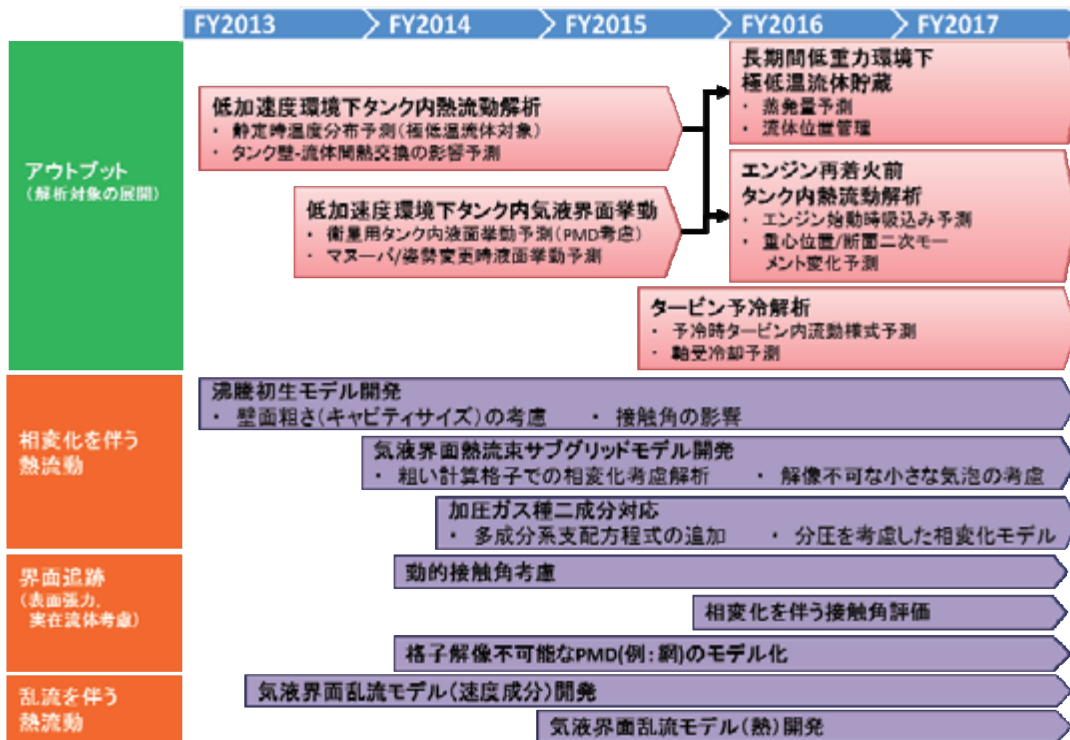 FY2013 FY2014 FY2015 FY2016 FY2017
アウトプット
(解析対象の展開)
低加速度環境下タンク内熱流動解析
・ 静定時温度分布予測(極低温流体対象)
・ タンク壁-流体間熱交換の影響予測
長期間低重力環境下
極低温流体貯蔵
・ 蒸発量予測
・ 流体位置管理
低加速度環境下タンク内気液界面挙動
・ 衛星用タンク内液面挙動予測(PMD考慮)
・ マヌーバ/姿勢変更時液面挙動予測
エンジン再着火前
タンク内熱流動解析
・ エンジン始動時吸込み予測
・ 重心位置/断面二次モー
メント変化予測
タービン予冷解析
・ 予冷時タービン内流動様式予測
・ 軸受冷却予測
相変化を伴う
熱流動
沸騰初生モデル開発
・ 壁面粗さ(キャビティサイズ)の考慮 ・ 接触角の影響
気液界面熱流束サブグリッドモデル開発
・ 粗い計算格子での相変化考慮解析 ・ 解像不可な小さな気泡の考慮
加圧ガス種二成分対応
・ 多成分系支配方程式の追加 ・ 分圧を考慮した相変化モデル
界面追跡
(表面張力,
実在流体考慮)
動的接触角考慮
相変化を伴う接触角評価
格子解像不可能なPMD(例:網)のモデル化
乱流を伴う
熱流動
気液界面乱流モデル(速度成分)開発
気液界面乱流モデル(熱)開発